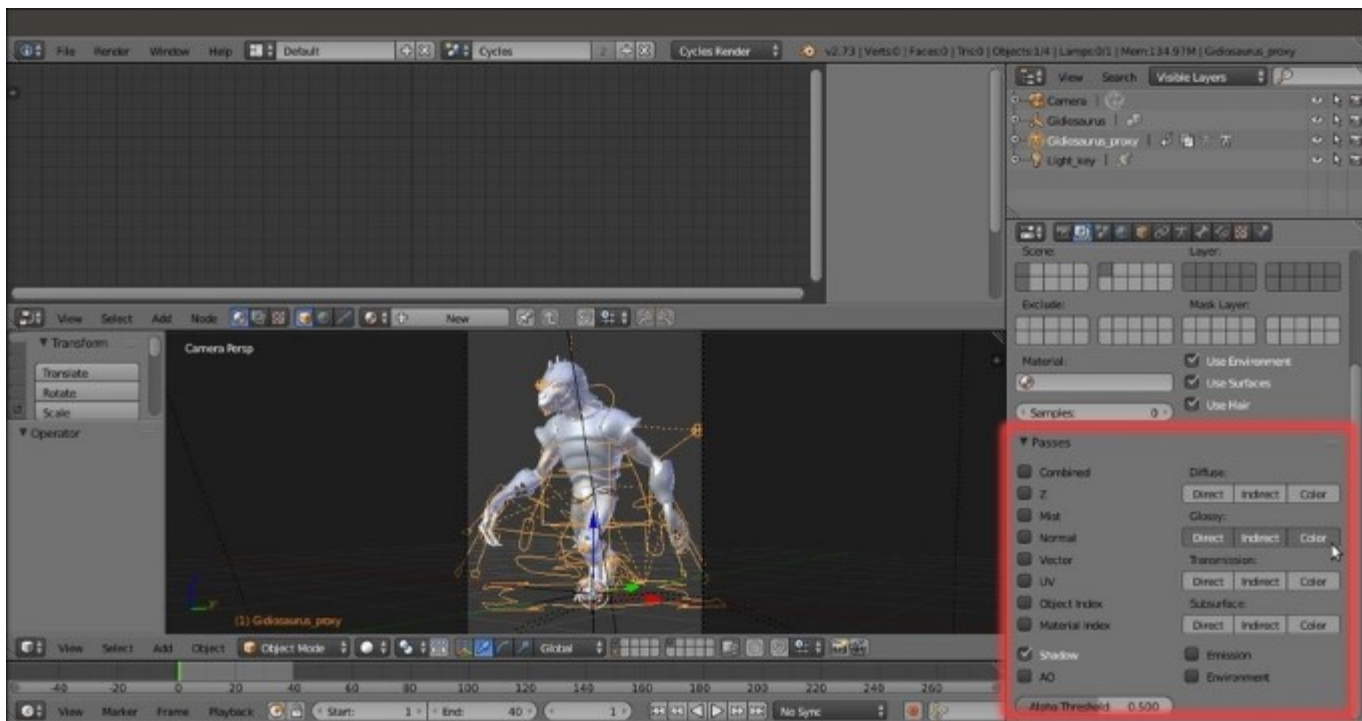 File Render Window Help Default Cycles 2 Cycles Render v2.73 | Verts:0 | Faces:0 | Tris:0 | Objects:1/4 | Lamps:0/1 | Mem:134.97M | Gidiosaurus_proxy
View Search Visible Layers
Camera
Gidiosaurus
Gidiosaurus_proxy
Light_key
Scene: Layer:
Exclude: Mask Layer:
Material: Use Environment
Use Surfaces
Samples: 0 Use Hair
View Select Add Node New
Transform
Translate
Rotate
Scale
Operator
Camera Persp
(1) Gidiosaurus_proxy
Passes
Combined Diffuse:
Z Direct Indirect Color
Mist Glossy:
Normal Direct Indirect Color
Vector Transmission:
UV Direct Indirect Color
Object Index Subsurface:
Material Index Direct Indirect Color
Shadow Emission
AO Environment
Alpha Threshold 0.500
View Select Add Object Object Mode Global
-40 -20 0 20 40 60 80 100 120 140 160 180 200 220 240 260
View Marker Frame Playback Start: 1 End: 40 1 No Sync